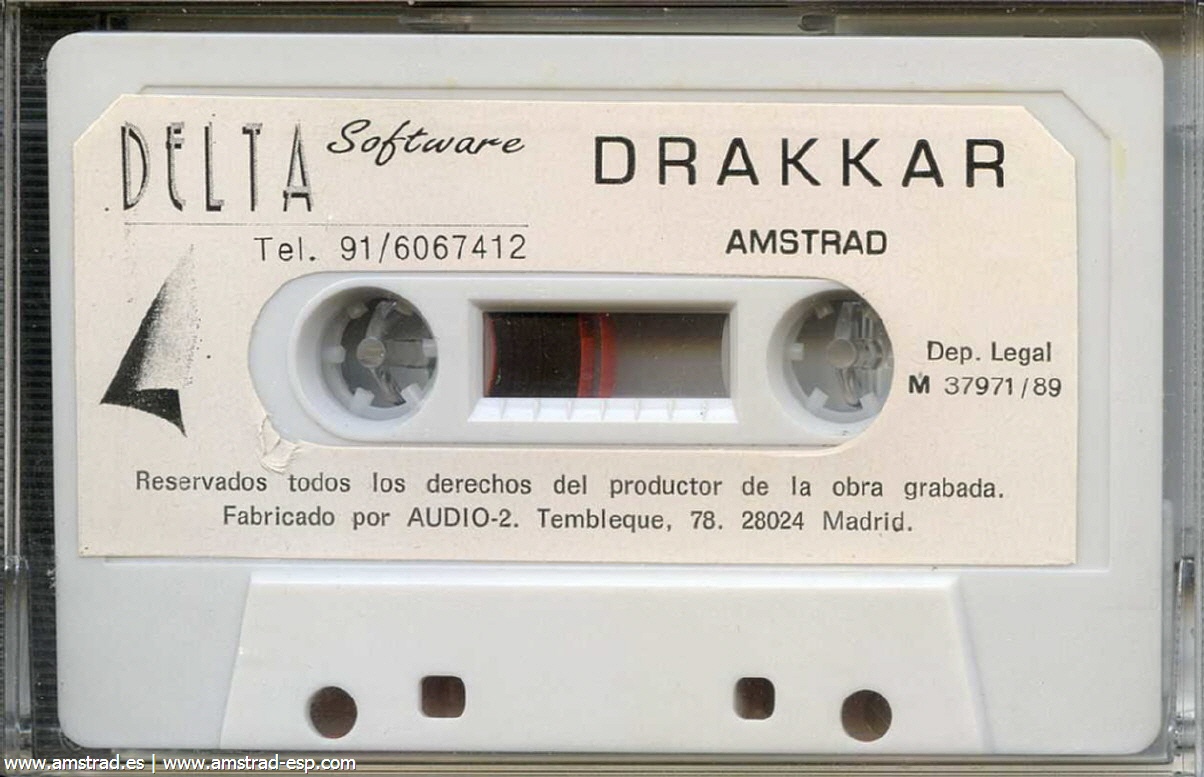 DELTA Software
DRAKKAR
Tel. 91/6067412
AMSTRAD
Dep. Legal
M 37971/89
Reservados todos los derechos del productor de la obra grabada.
Fabricado por AUDIO-2. Tembleque, 78. 28024 Madrid.
www.amstrad.es | www.amstrad-esp.com